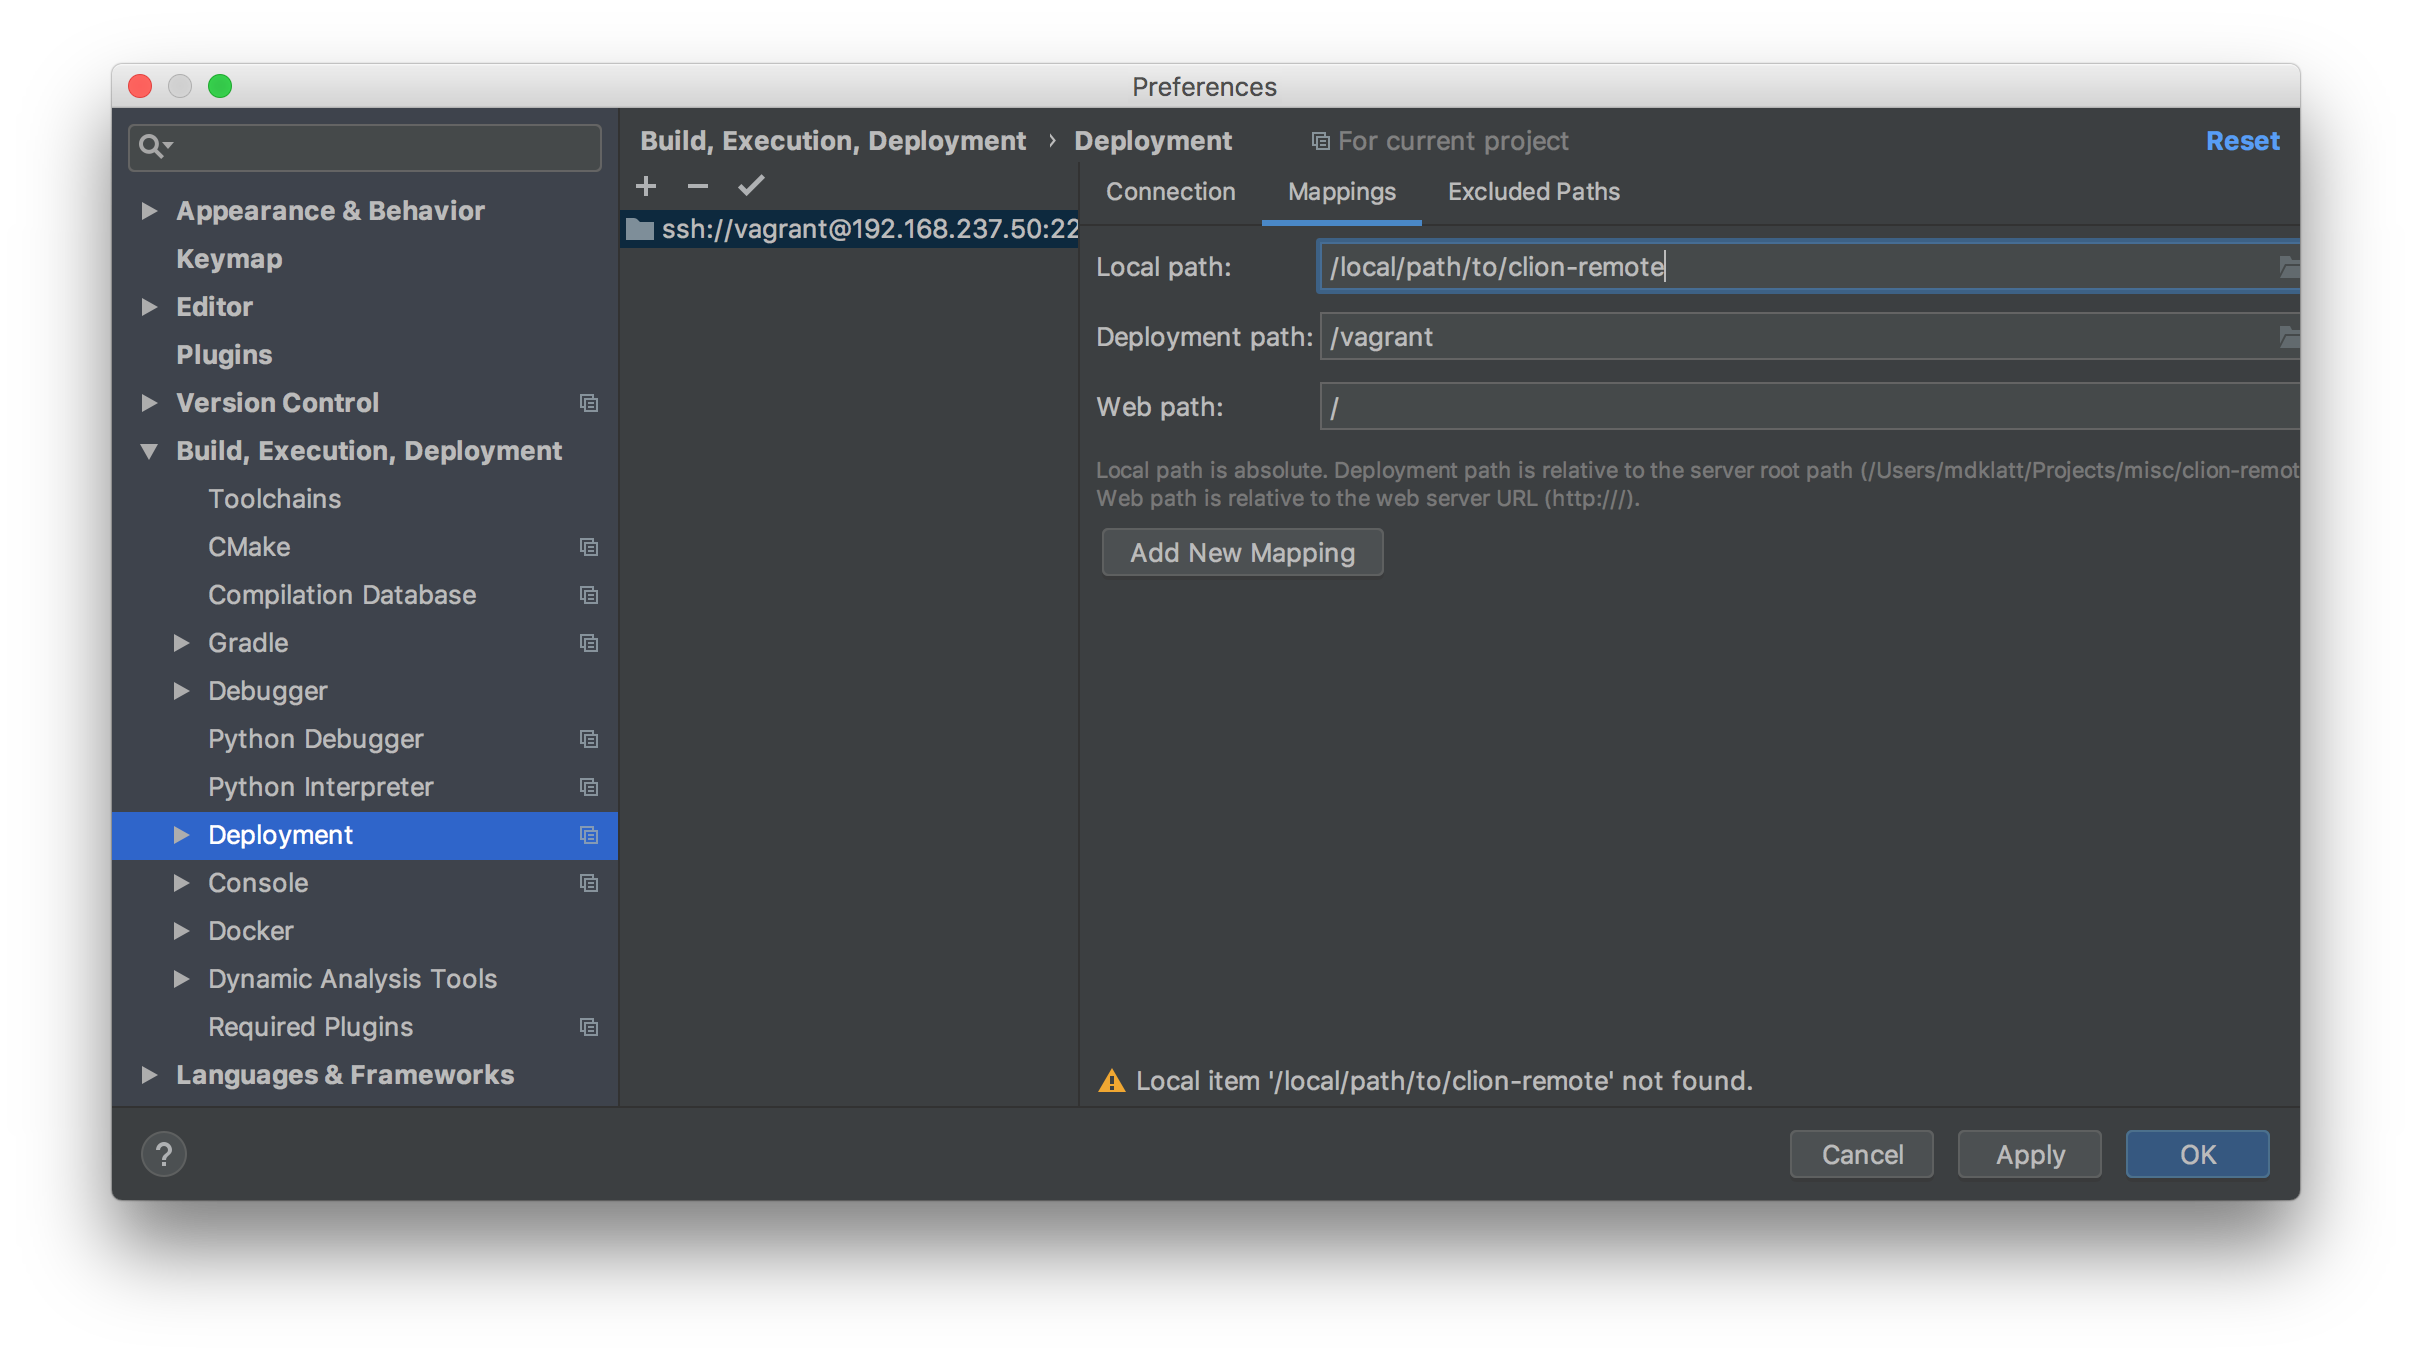 Preferences
Appearance & Behavior
Keymap
Editor
Plugins
Version Control
Build, Execution, Deployment
Toolchains
CMake
Compilation Database
Gradle
Debugger
Python Debugger
Python Interpreter
Deployment
Console
Docker
Dynamic Analysis Tools
Required Plugins
Languages & Frameworks
Build, Execution, Deployment › Deployment
For current project
Reset
ssh://vagrant@192.168.237.50:22
Connection
Mappings
Excluded Paths
Local path: /local/path/to/clion-remote
Deployment path: /vagrant
Web path: /
Local path is absolute. Deployment path is relative to the server root path (/Users/mdklatt/Projects/misc/clion-remot
Web path is relative to the web server URL (http:///).
Add New Mapping
Local item '/local/path/to/clion-remote' not found.
?
Cancel
Apply
OK